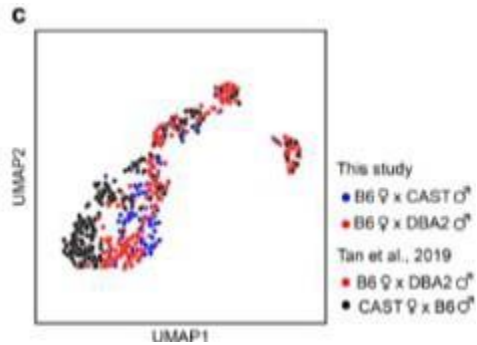 c
UMAP2
This study
B6 ♀ x CAST ♂
B6 ♀ x DBA2 ♂
Tan et al., 2019
B6 ♀ x DBA2 ♂
CAST ♀ x B6 ♂
UMAP1